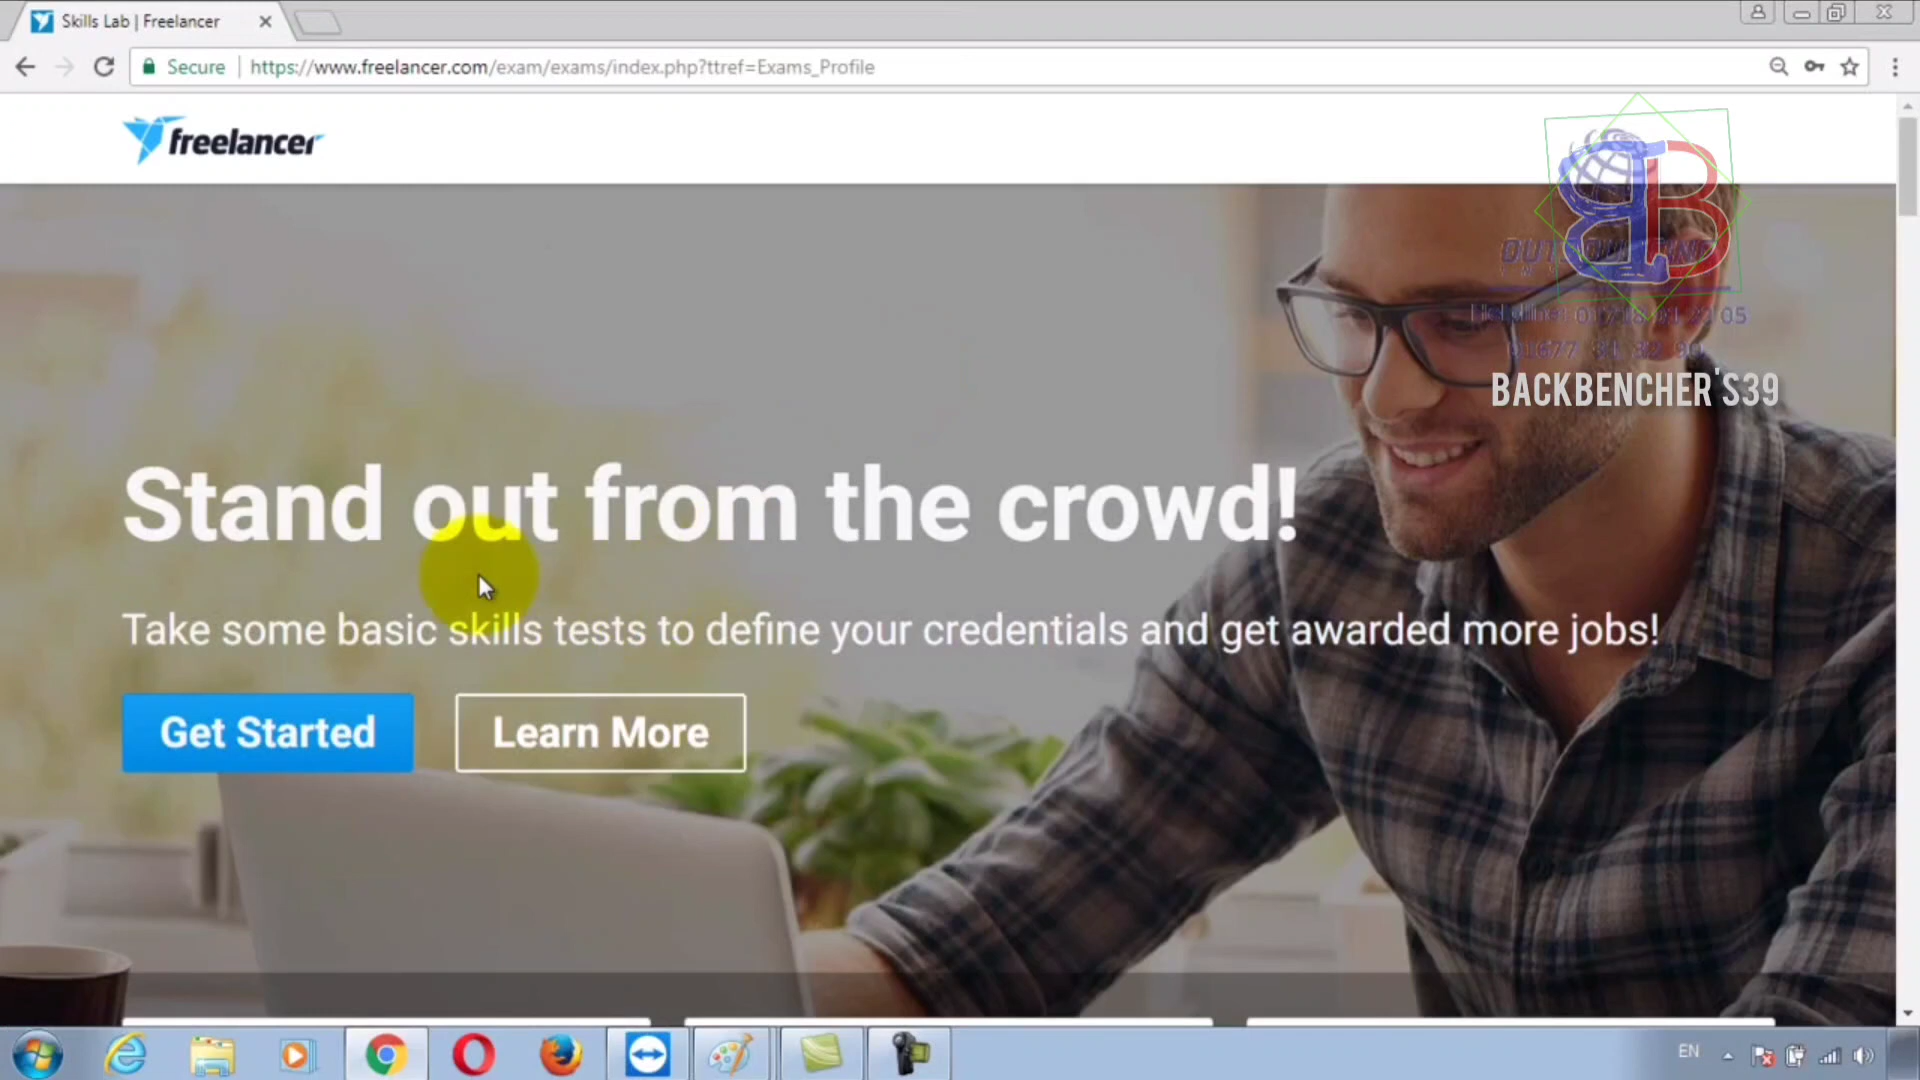 Skills Lab | Freelancer
Secure
https://www.freelancer.com/exam/exams/index.php?ttref=Exams_Profile
freelancer
BB
BACKBENCHER'S39
Stand out from the crowd!
Take some basic skills tests to define your credentials and get awarded more jobs!
Get Started
Learn More
EN